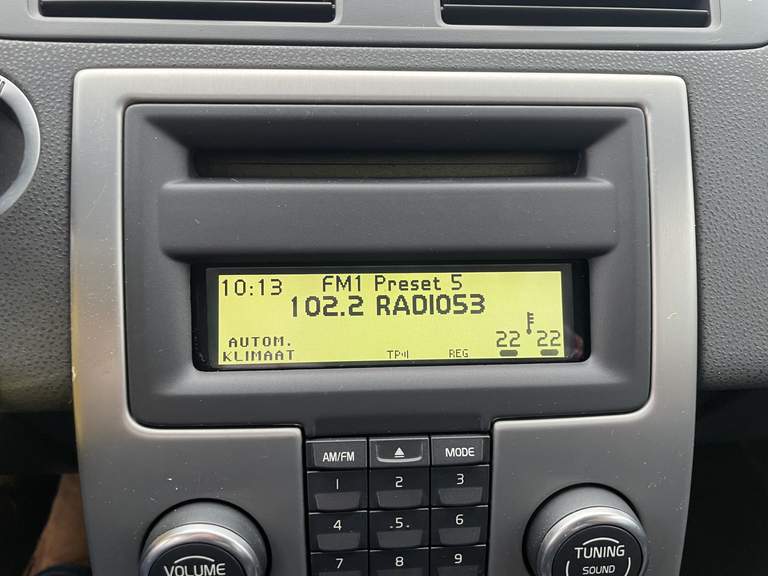 10:13 FM1 Preset 5
102.2 RADIO53
AUTOM.
KLIMAAT
TP
REG
22 22
AM/FM
MODE
1 2 3
4 5 6
7 8 9
VOLUME
TUNING
SOUND